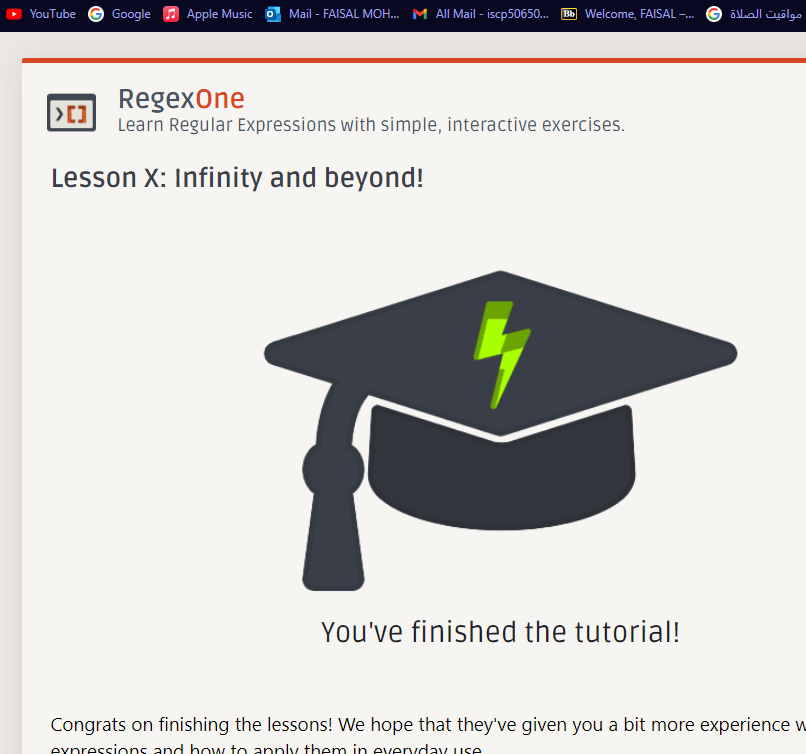 YouTube Google Apple Music Mail - FAISAL MOH... All Mail - iscp50650... Bb Welcome, FAISAL –... مواقيت الصلاة
RegexOne
Learn Regular Expressions with simple, interactive exercises.
Lesson X: Infinity and beyond!
You've finished the tutorial!
Congrats on finishing the lessons! We hope that they've given you a bit more experience
expressions and how to apply them in everyday use.